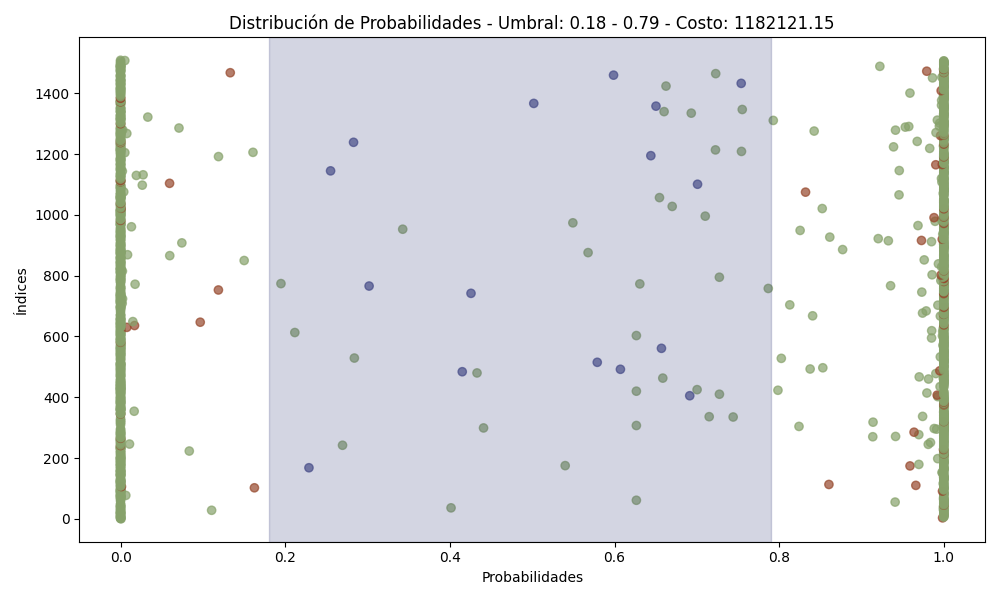 Distribución de Probabilidades - Umbral: 0.18 - 0.79 - Costo: 1182121.15
1400
1200
1000
800
600
400
200
0
Índices
0.0 0.2 0.4 0.6 0.8 1.0
Probabilidades